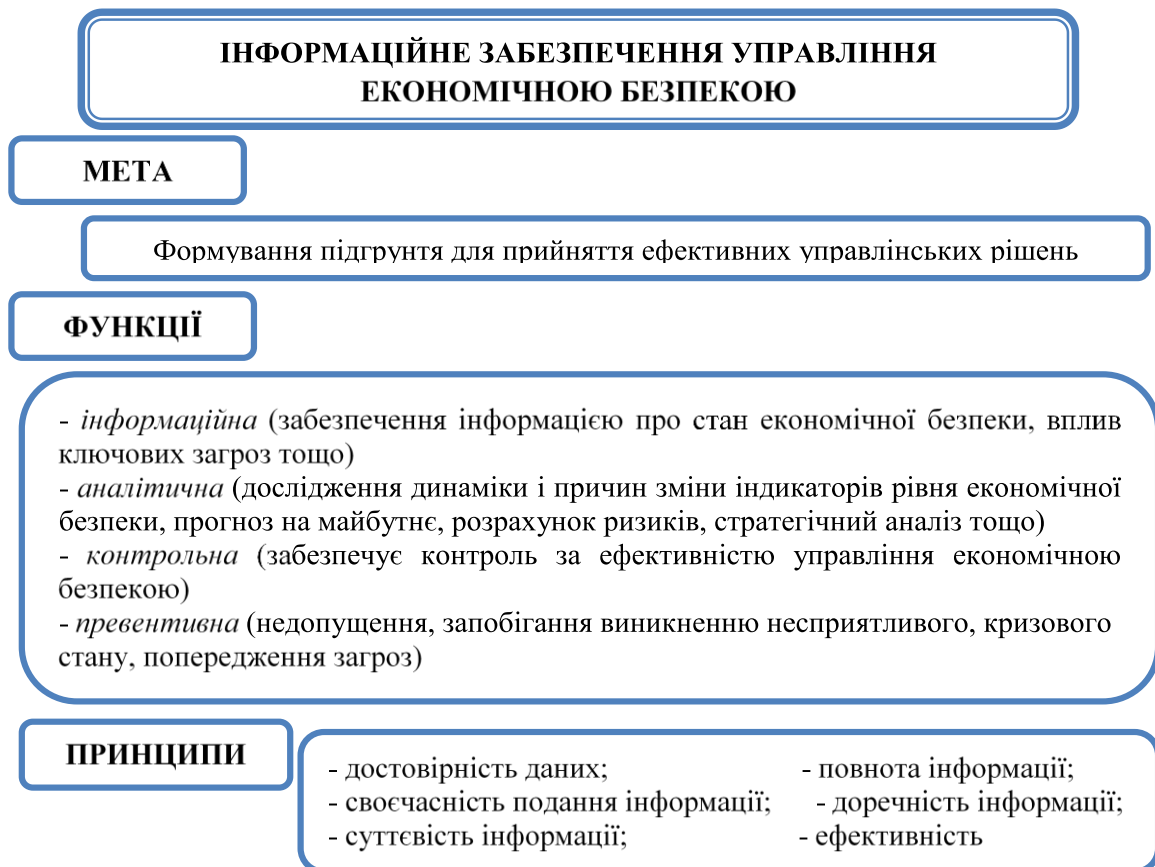 ІНФОРМАЦІЙНЕ ЗАБЕЗПЕЧЕННЯ УПРАВЛІННЯ
ЕКОНОМІЧНОЮ БЕЗПЕКОЮ
МЕТА
Формування підгрунтя для прийняття ефективних управлінських рішень
ФУНКЦІЇ
- інформаційна (забезпечення інформацією про стан економічної безпеки, вплив
ключових загроз тощо)
- аналітична (дослідження динаміки і причин зміни індикаторів рівня економічної
безпеки, прогноз на майбутнє, розрахунок ризиків, стратегічний аналіз тощо)
- контрольна (забезпечує контроль за ефективністю управління економічною
безпекою)
- превентивна (недопущення, запобігання виникненню несприятливого, кризового
стану, попередження загроз)
ПРИНЦИПИ
- достовірність даних; - повнота інформації;
- своєчасність подання інформації; - доречність інформації;
- суттєвість інформації; - ефективність